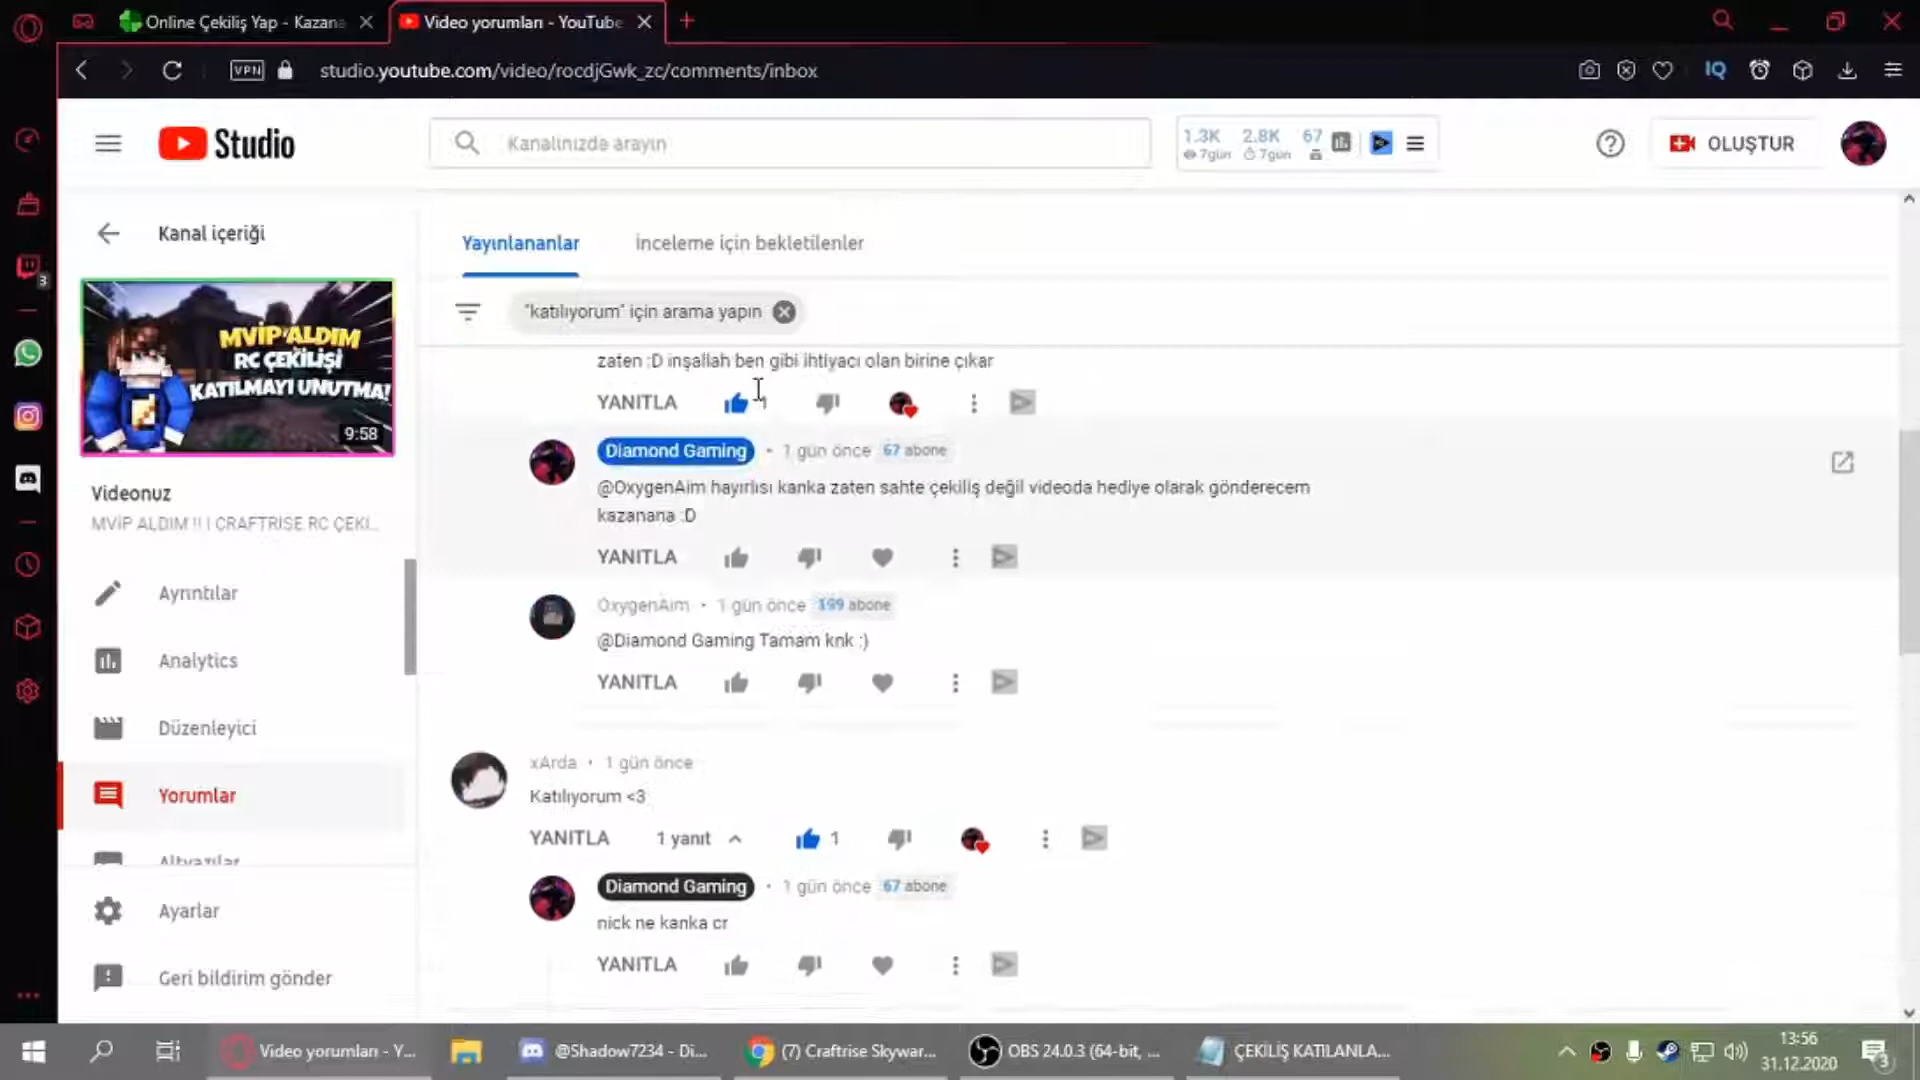 Online Çekiliş Yap - Kazana
Video yorumları - YouTube
VPN
studio.youtube.com/video/rocdjGwk_zc/comments/inbox
IQ
Studio
Kanalınızda arayın
1.3K 2.8K 67
7gün 7gün
OLUŞTUR
3
Kanal içeriği
Yayınlananlar
İnceleme için bekletilenler
"katılıyorum" için arama yapın
MVİP ALDIM
RC ÇEKİLİŞİ
KATILMAYI UNUTMA!
9:58
Videonuz
MVİP ALDIM !! | CRAFTRISE RC ÇEKİ...
Ayrıntılar
Analytics
Düzenleyici
Yorumlar
Altyazılar
Ayarlar
Geri bildirim gönder
zaten :D inşallah ben gibi ihtiyacı olan birine çıkar
YANITLA 1
Diamond Gaming • 1 gün önce 67 abone
@OxygenAim hayırlısı kanka zaten sahte çekiliş değil videoda hediye olarak gönderecem
kazanana :D
YANITLA
OxygenAim • 1 gün önce 199 abone
@Diamond Gaming Tamam knk :)
YANITLA
xArda • 1 gün önce
Katılıyorum <3
YANITLA 1 yanıt 1
Diamond Gaming • 1 gün önce 67 abone
nick ne kanka cr
YANITLA
Video yorumları - Y...
@Shadow7234 - Di...
(7) Craftrise Skywar...
OBS 24.0.3 (64-bit, ...
ÇEKİLİŞ KATILANLA...
13:56
31.12.2020
3